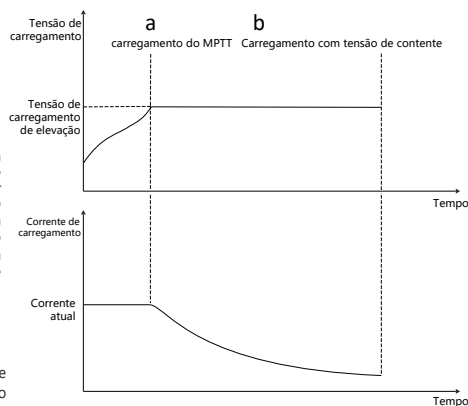 a
b
Tensão de
carregamento
carregamento do MPTT
Carregamento com tensão de contente
Tensão de
carregamento
de elevação
Tempo
Corrente de
carregamento
Corrente
atual
Tempo
e
o